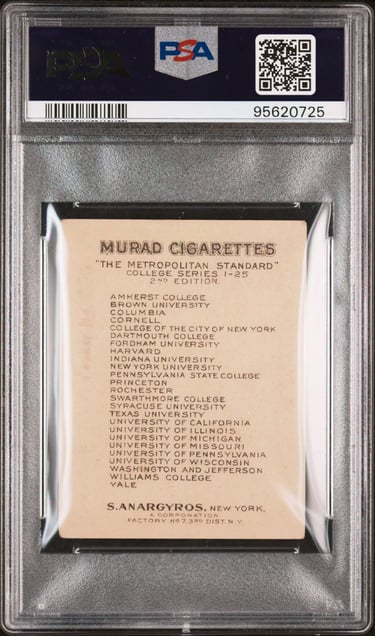 PSA
95620725
MURAD CIGARETTES
"THE METROPOLITAN STANDARD"
COLLEGE SERIES 1-25
2ND EDITION.
AMHERST COLLEGE
BROWN UNIVERSITY
COLUMBIA
CORNELL
COLLEGE OF THE CITY OF NEW YORK
DARTMOUTH COLLEGE
FORDHAM UNIVERSITY
HARVARD
INDIANA UNIVERSITY
NEW YORK UNIVERSITY
PENNSYLVANIA STATE COLLEGE
PRINCETON
ROCHESTER
SWARTHMORE COLLEGE
SYRACUSE UNIVERSITY
TEXAS UNIVERSITY
UNIVERSITY OF CALIFORNIA
UNIVERSITY OF ILLINOIS
UNIVERSITY OF MICHIGAN
UNIVERSITY OF MISSOURI
UNIVERSITY OF PENNSYLVANIA
UNIVERSITY OF WISCONSIN
WASHINGTON AND JEFFERSON
WILLIAMS COLLEGE
YALE
S. ANARGYROS, NEW YORK.
A CORPORATION.
FACTORY NO 7. 3RD DIST. N.Y.